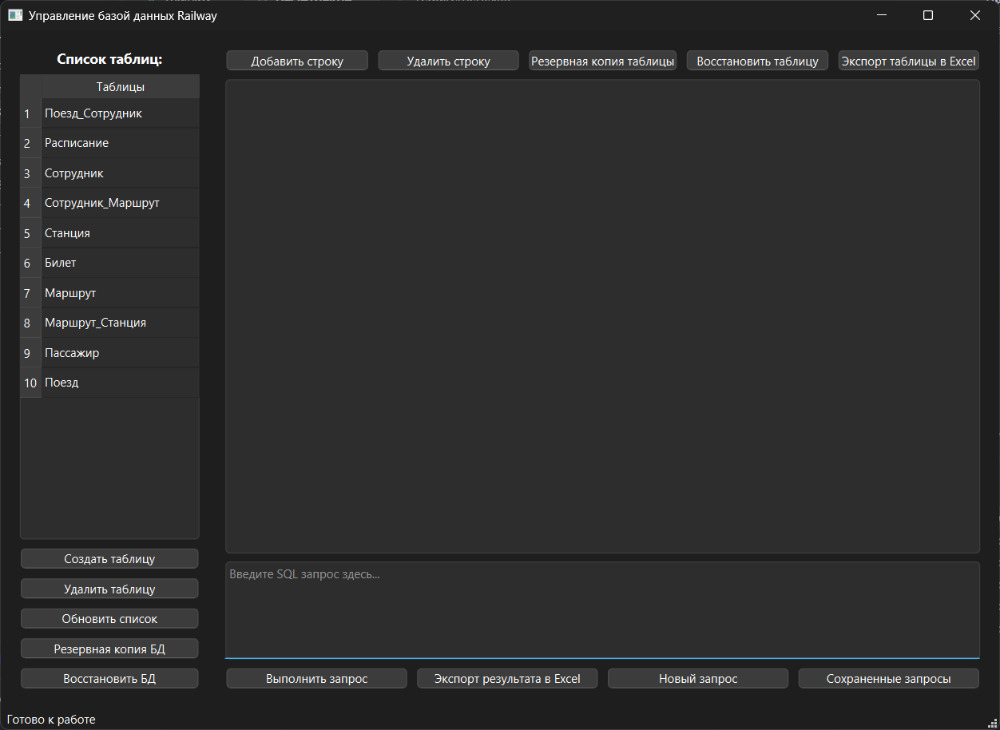 Управление базой данных Railway
Список таблиц:
Таблицы
1 Поезд_Сотрудник
2 Расписание
3 Сотрудник
4 Сотрудник_Маршрут
5 Станция
6 Билет
7 Маршрут
8 Маршрут_Станция
9 Пассажир
10 Поезд
Создать таблицу
Удалить таблицу
Обновить список
Резервная копия БД
Восстановить БД
Добавить строку Удалить строку Резервная копия таблицы Восстановить таблицу Экспорт таблицы в Excel
Введите SQL запрос здесь...
Выполнить запрос Экспорт результата в Excel Новый запрос Сохраненные запросы
Готово к работе